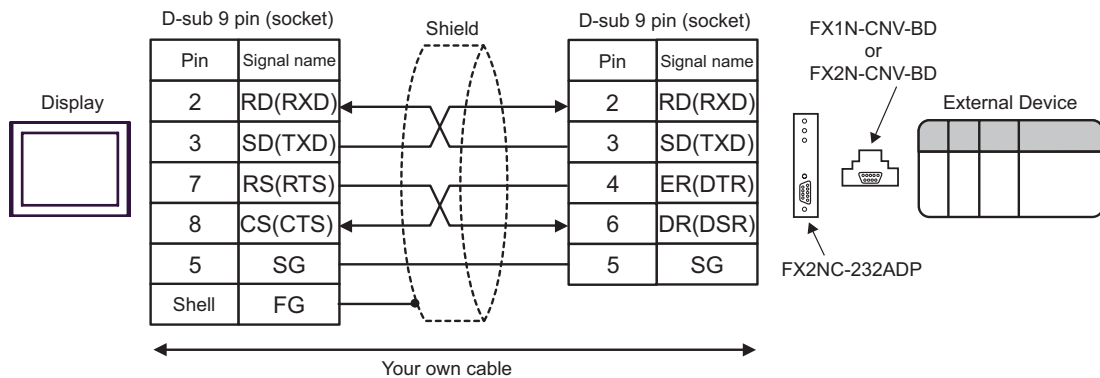 D-sub 9 pin (socket)
Shield
D-sub 9 pin (socket)
FX1N-CNV-BD
or
FX2N-CNV-BD
Display
External Device
Pin Signal name
2 RD(RXD)
3 SD(TXD)
7 RS(RTS)
8 CS(CTS)
5 SG
Shell FG
Pin Signal name
2 RD(RXD)
3 SD(TXD)
4 ER(DTR)
6 DR(DSR)
5 SG
FX2NC-232ADP
Your own cable